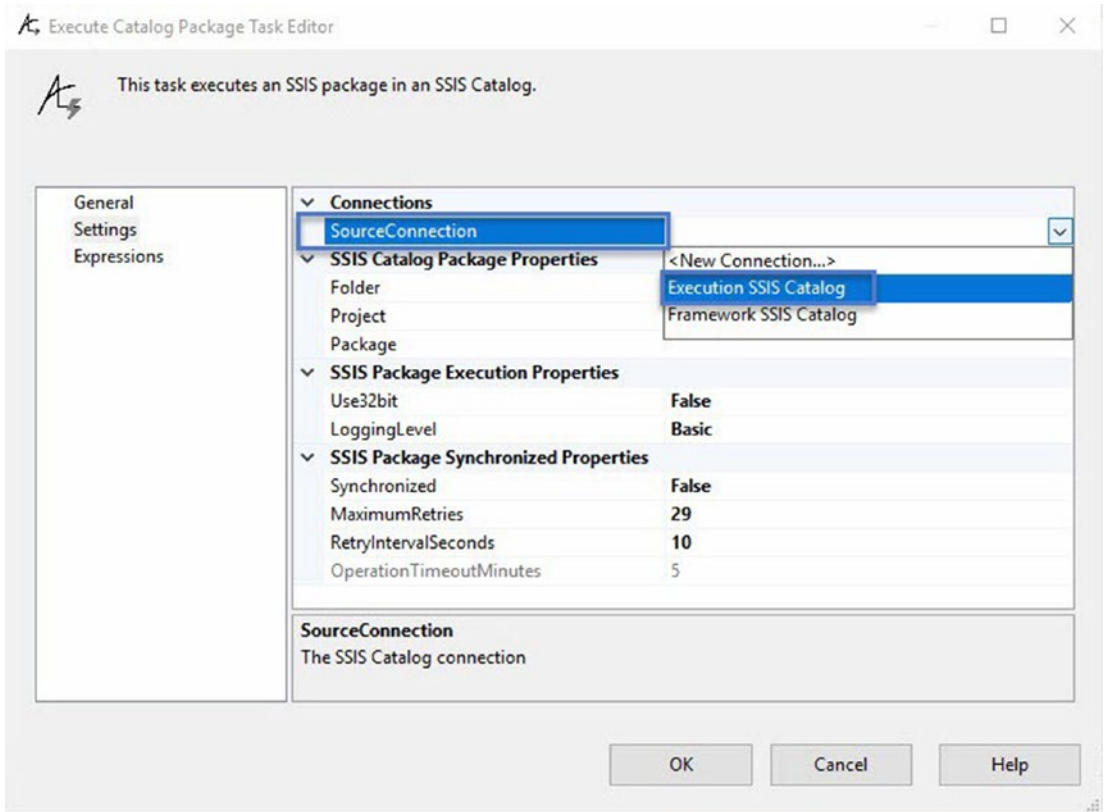 Execute Catalog Package Task Editor
This task executes an SSIS package in an SSIS Catalog.
General
Settings
Expressions
Connections
SourceConnection
<New Connection...>
Execution SSIS Catalog
Framework SSIS Catalog
SSIS Catalog Package Properties
Folder
Project
Package
SSIS Package Execution Properties
Use32bit False
LoggingLevel Basic
SSIS Package Synchronized Properties
Synchronized False
MaximumRetries 29
RetryIntervalSeconds 10
OperationTimeoutMinutes 5
SourceConnection
The SSIS Catalog connection
OK Cancel Help